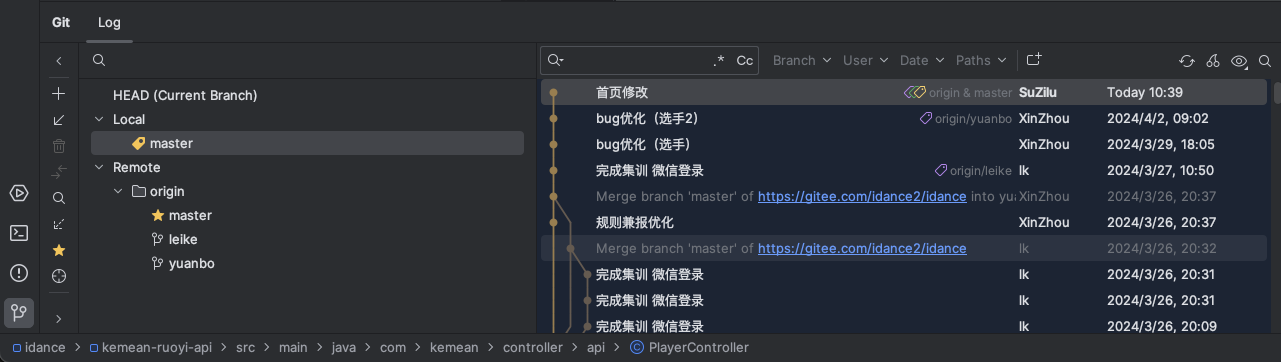 Git Log
.* Cc Branch User Date Paths
HEAD (Current Branch)
Local
master
Remote
origin
master
leike
yuanbo
首页修改 origin & master SuZilu Today 10:39
bug优化（选手2） origin/yuanbo XinZhou 2024/4/2, 09:02
bug优化（选手） XinZhou 2024/3/29, 18:05
完成集训 微信登录 origin/leike lk 2024/3/27, 10:50
Merge branch 'master' of https://gitee.com/idance2/idance into yua XinZhou 2024/3/26, 20:37
规则兼报优化 XinZhou 2024/3/26, 20:37
Merge branch 'master' of https://gitee.com/idance2/idance lk 2024/3/26, 20:32
完成集训 微信登录 lk 2024/3/26, 20:31
完成集训 微信登录 lk 2024/3/26, 20:31
完成集训 微信登录 lk 2024/3/26, 20:09
idance > kemean-ruoyi-api > src > main > java > com > kemean > controller > api > PlayerController